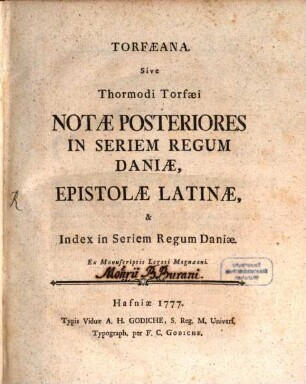 TORFÆANA.
Sive
Thormodi Torfæi
NOTÆ POSTERIORES
IN SERIEM REGUM
DANIÆ,
EPISTOLÆ LATINÆ,
&
Index in Seriem Regum Daniæ.
Ex Manuscriptis Legati Magnæani.
Hafniæ 1777.
Typis Viduæ A. H. GODICHE, S. Reg. M. Univers.
Typograph, per F. C. GODICHE.